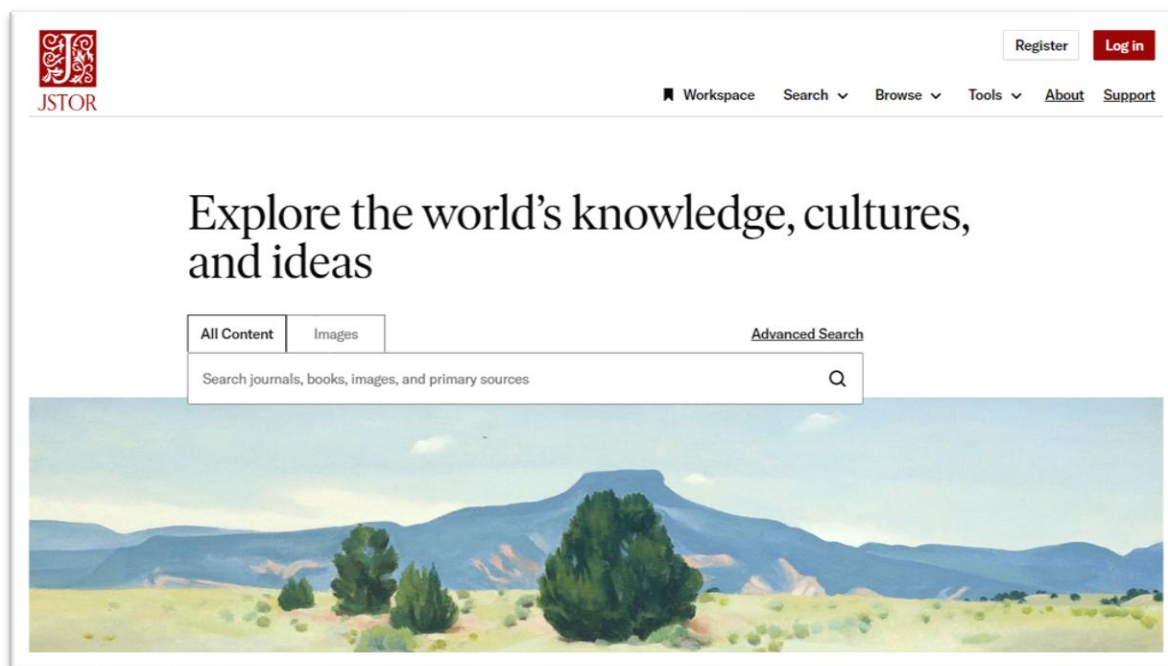 JSTOR
Register Log in
Workspace Search Browse Tools About Support
Explore the world’s knowledge, cultures,
and ideas
All Content Images Advanced Search
Search journals, books, images, and primary sources